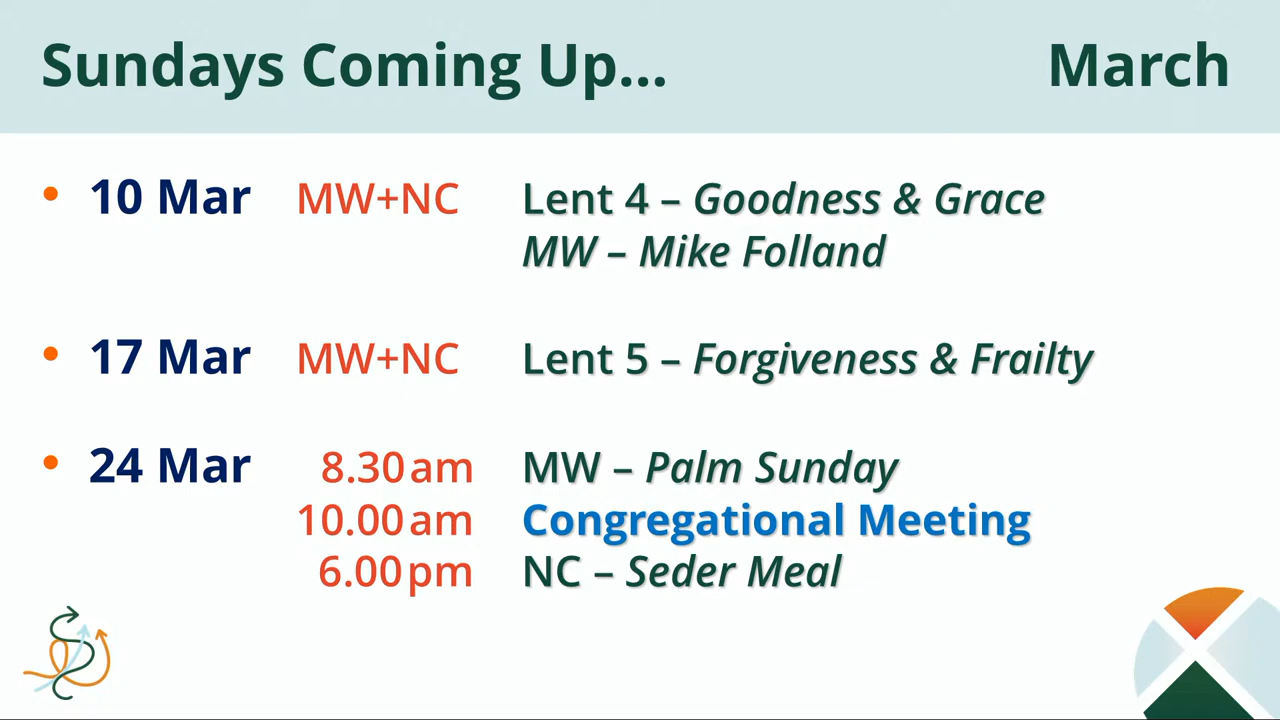 Sundays Coming Up... March
• 10 Mar MW+NC Lent 4 – Goodness & Grace
MW – Mike Folland
• 17 Mar MW+NC Lent 5 – Forgiveness & Frailty
• 24 Mar 8.30am MW – Palm Sunday
10.00am Congregational Meeting
6.00pm NC – Seder Meal